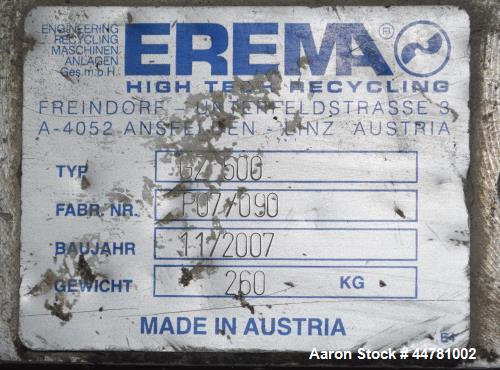 ENGINEERING
RECYCLING
MASCHINEN
ANLAGEN
Ges.m.b.H.
EREMA ®
HIGH TECH RECYCLING
FREINDORF – UNTERFELDSTRASSE 3
A-4052 ANSFELDEN – LINZ AUSTRIA
TYP 500
FABR. NR. P07/090
BAUJAHR 11/2007
GEWICHT 260 KG
MADE IN AUSTRIA
Aaron Stock # 44781002